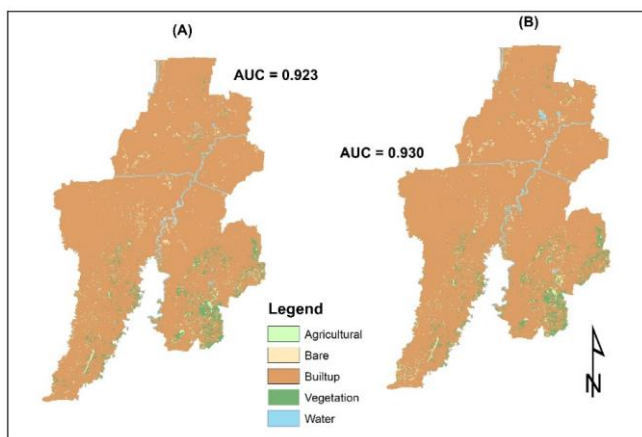 (A)
(B)
AUC = 0.923
AUC = 0.930
Legend
Agricultural
Bare
Builtup
Vegetation
Water
N